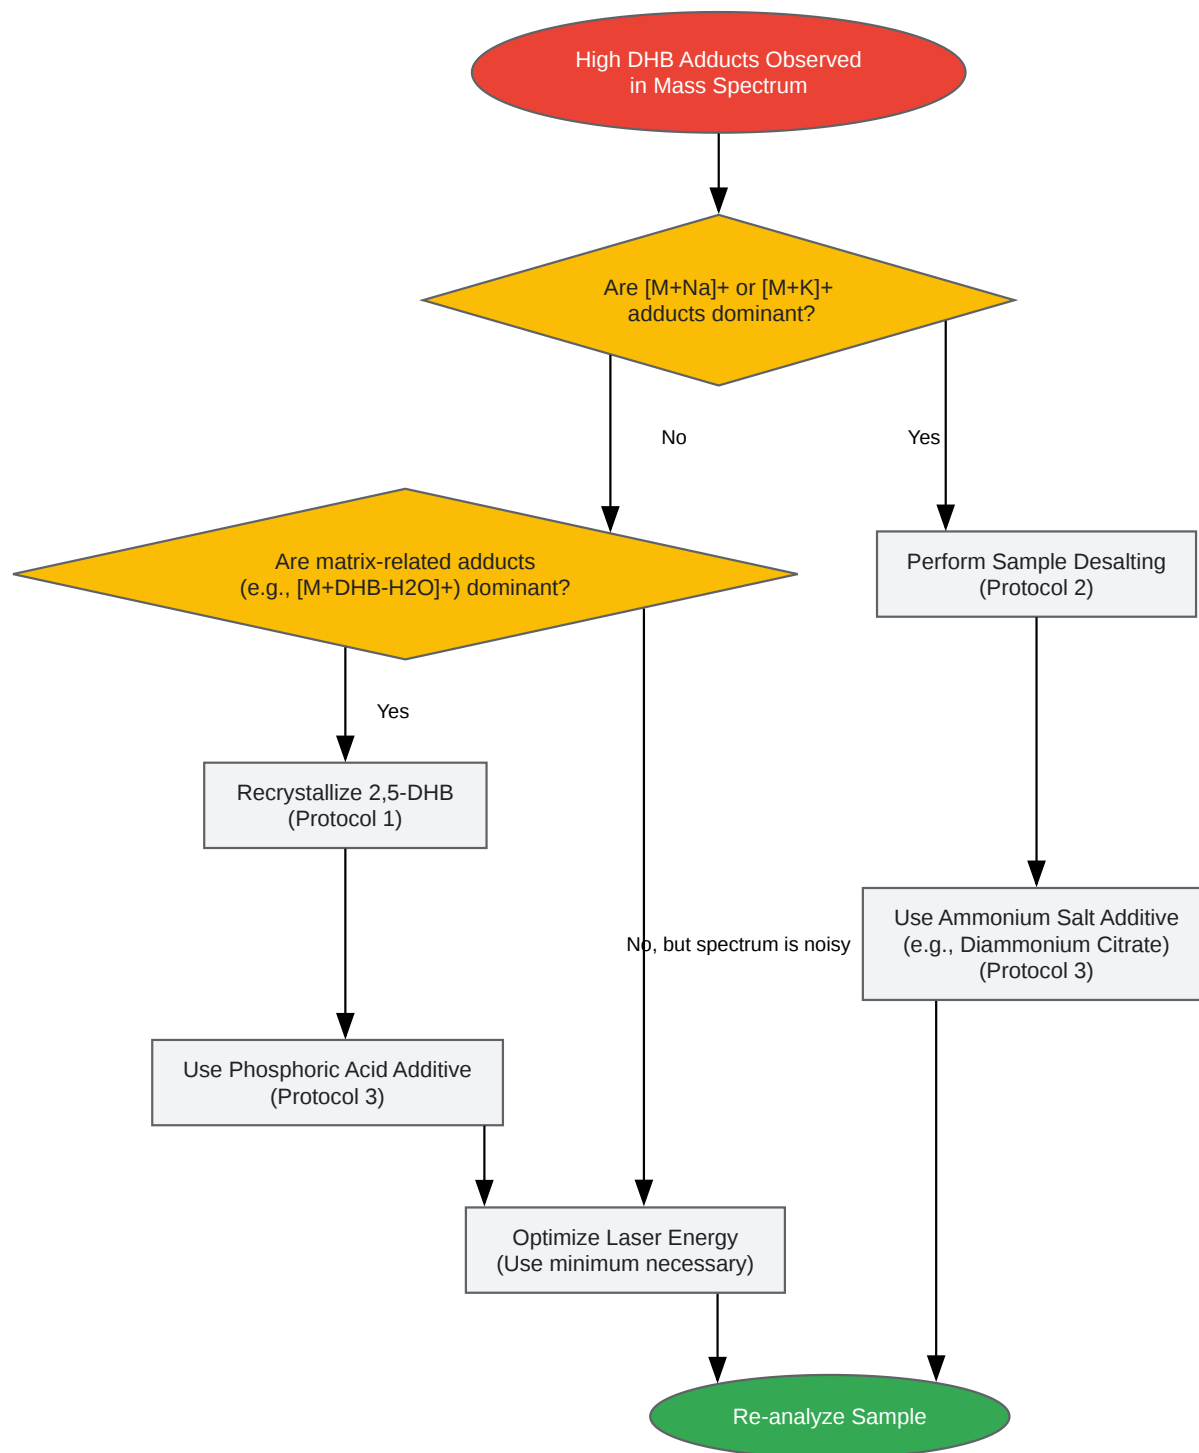 High DHB Adducts Observed
in Mass Spectrum
Are [M+Na]+ or [M+K]+
adducts dominant?
No
Yes
Are matrix-related adducts
(e.g., [M+DHB-H2O]+) dominant?
Perform Sample Desalting
(Protocol 2)
Yes
Recrystallize 2,5-DHB
(Protocol 1)
No, but spectrum is noisy
Use Ammonium Salt Additive
(e.g., Diammonium Citrate)
(Protocol 3)
Use Phosphoric Acid Additive
(Protocol 3)
Optimize Laser Energy
(Use minimum necessary)
Re-analyze Sample